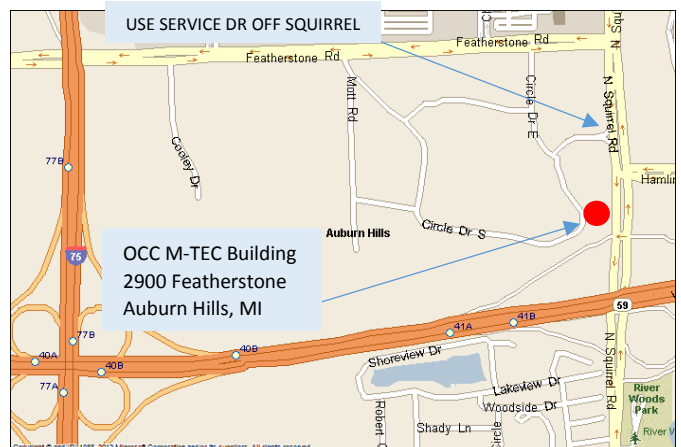 USE SERVICE DR OFF SQUIRREL
Featherstone Rd
Featherstone Rd
N Squirrel Rd
Circle Dr E
Mott Rd
Cooley Dr
77B
Hamlin
Circle Dr S
Auburn Hills
OCC M-TEC Building
2900 Featherstone
Auburn Hills, MI
75
59
41B
41A
77B
40B
40A
40B
77A
Shoreview Dr
N Squirrel Rd
Lakeview Dr
Woodside Dr
River
Woods
Park
Robert
Shady Ln
Circle
River